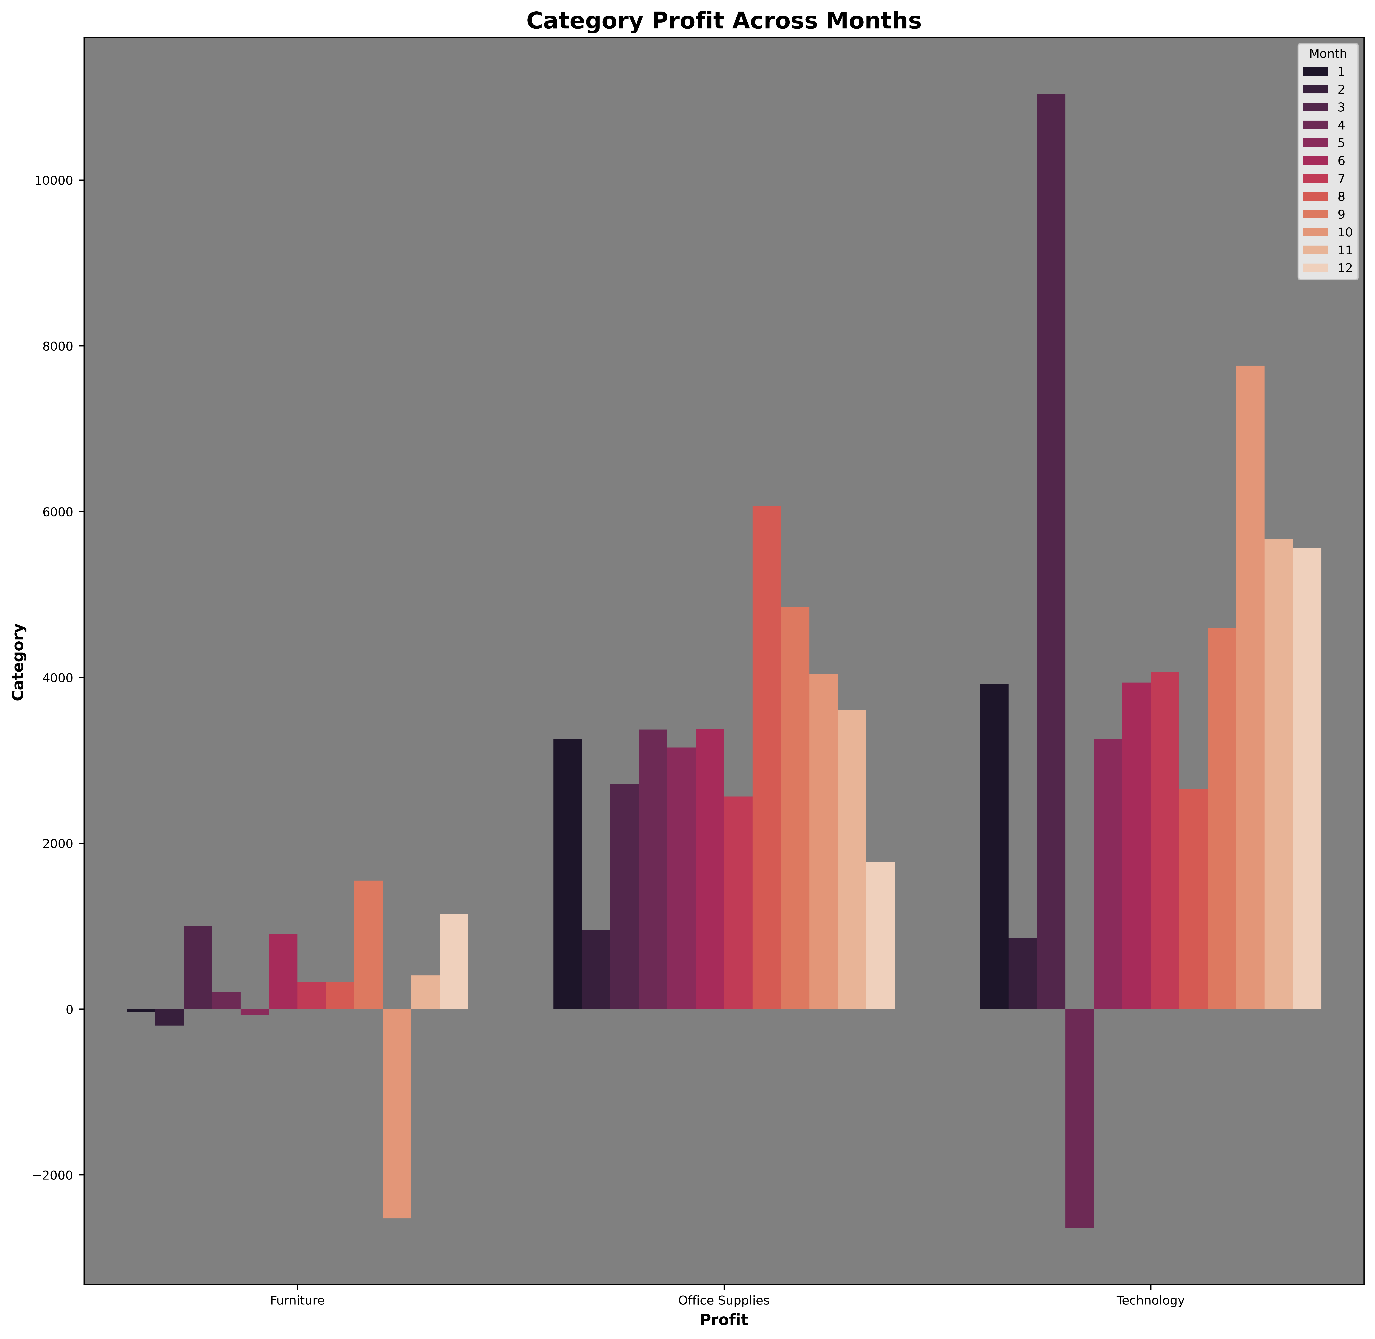 Category Profit Across Months
Month
1
2
3
4
5
6
7
8
9
10
11
12
10000
8000
6000
4000
2000
0
−2000
Category
Furniture
Office Supplies
Technology
Profit